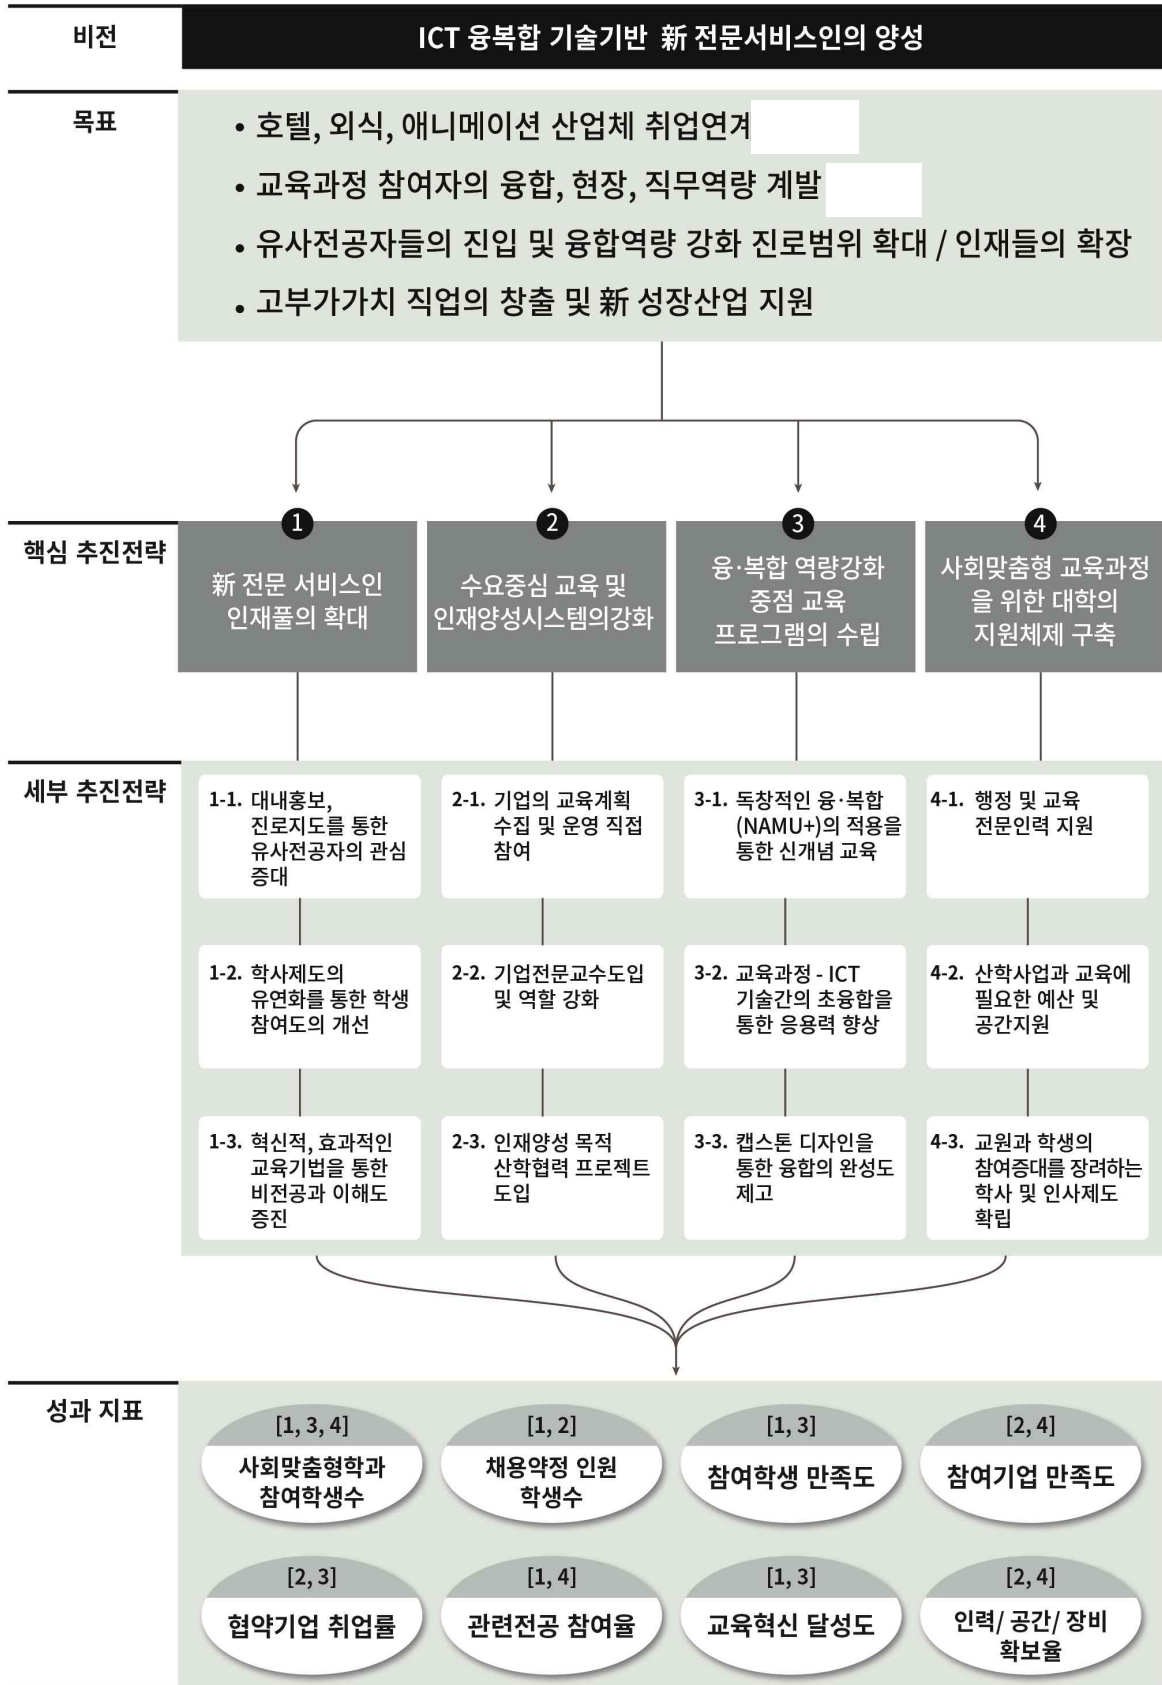 비전
ICT 융복합 기술기반 新 전문서비스인의 양성
목표
• 호텔, 외식, 애니메이션 산업체 취업연계
• 교육과정 참여자의 융합, 현장, 직무역량 계발
• 유사전공자들의 진입 및 융합역량 강화 진로범위 확대 / 인재들의 확장
• 고부가가치 직업의 창출 및 新 성장산업 지원
핵심 추진전략
1
新 전문 서비스인
인재풀의 확대
2
수요중심 교육 및
인재양성시스템의강화
3
융·복합 역량강화
중점 교육
프로그램의 수립
4
사회맞춤형 교육과정
을 위한 대학의
지원체제 구축
세부 추진전략
1-1. 대내홍보,
진로지도를 통한
유사전공자의 관심
증대
2-1. 기업의 교육계획
수집 및 운영 직접
참여
3-1. 독창적인 융·복합
(NAMU+)의 적용을
통한 신개념 교육
4-1. 행정 및 교육
전문인력 지원
1-2. 학사제도의
유연화를 통한 학생
참여도의 개선
2-2. 기업전문교수도입
및 역할 강화
3-2. 교육과정 - ICT
기술간의 초융합을
통한 응용력 향상
4-2. 산학사업과 교육에
필요한 예산 및
공간지원
1-3. 혁신적, 효과적인
교육기법을 통한
비전공과 이해도
증진
2-3. 인재양성 목적
산학협력 프로젝트
도입
3-3. 캡스톤 디자인을
통한 융합의 완성도
제고
4-3. 교원과 학생의
참여증대를 장려하는
학사 및 인사제도
확립
성과 지표
[1, 3, 4]
사회맞춤형학과
참여학생수
[1, 2]
채용약정 인원
학생수
[1, 3]
참여학생 만족도
[2, 4]
참여기업 만족도
[2, 3]
협약기업 취업률
[1, 4]
관련전공 참여율
[1, 3]
교육혁신 달성도
[2, 4]
인력/ 공간/ 장비
확보율